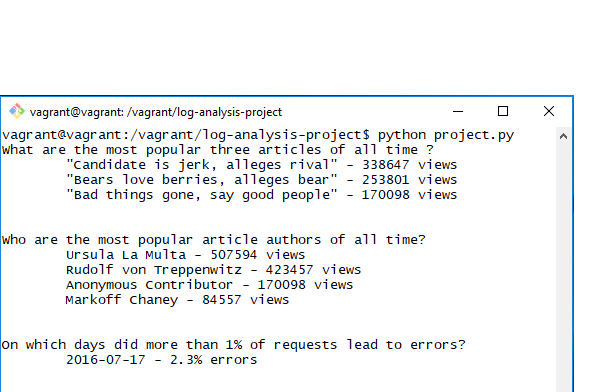 vagrant@vagrant: /vagrant/log-analysis-project
vagrant@vagrant:/vagrant/log-analysis-project$ python project.py
What are the most popular three articles of all time ?
"Candidate is jerk, alleges rival" - 338647 views
"Bears love berries, alleges bear" - 253801 views
"Bad things gone, say good people" - 170098 views
Who are the most popular article authors of all time?
Ursula La Multa - 507594 views
Rudolf von Treppenwitz - 423457 views
Anonymous Contributor - 170098 views
Markoff Chaney - 84557 views
On which days did more than 1% of requests lead to errors?
2016-07-17 - 2.3% errors